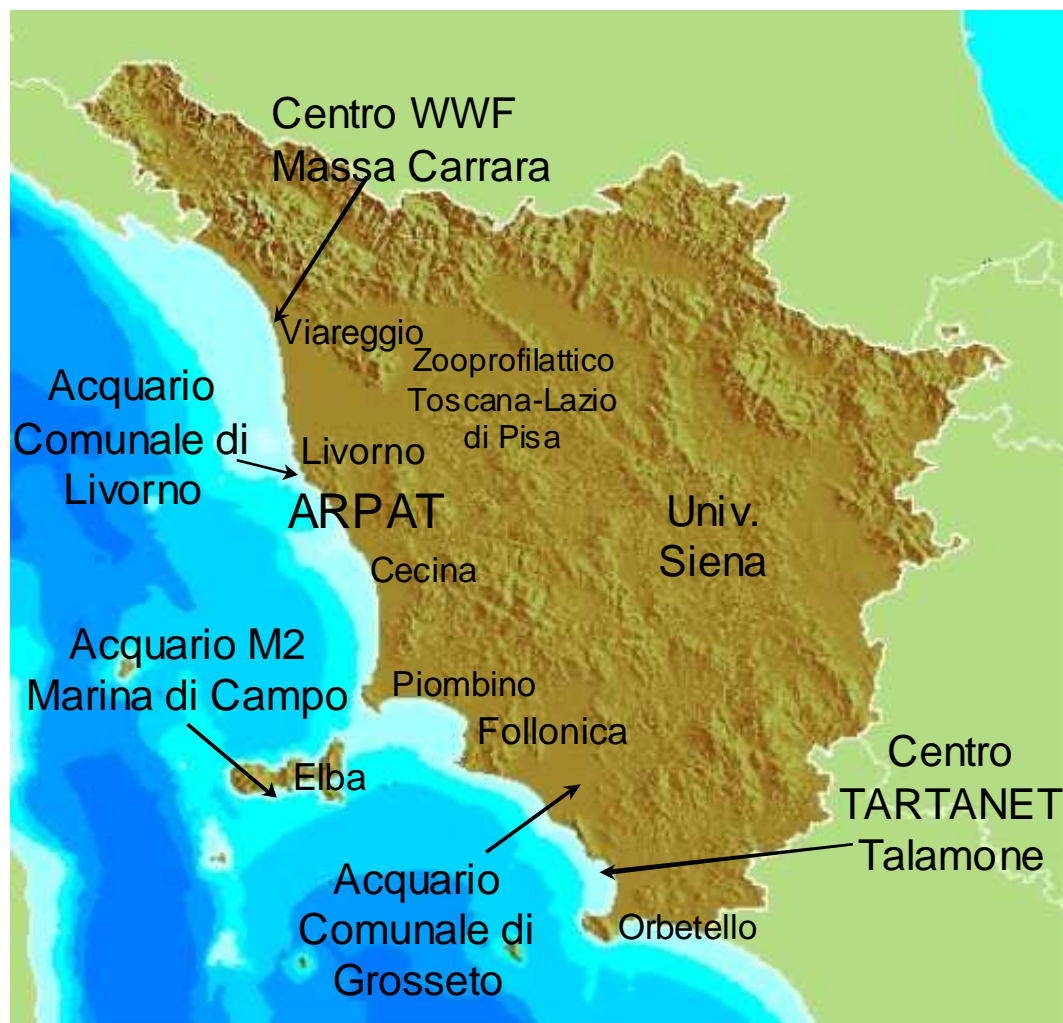 Centro WWF
Massa Carrara
Viareggio
Zooprofilattico
Toscana-Lazio
di Pisa
Acquario
Comunale di
Livorno
Livorno
ARPAT
Univ.
Siena
Cecina
Acquario M2
Marina di Campo
Piombino
Follonica
Elba
Centro
TARTANET
Talamone
Acquario
Comunale di
Grosseto
Orbetello